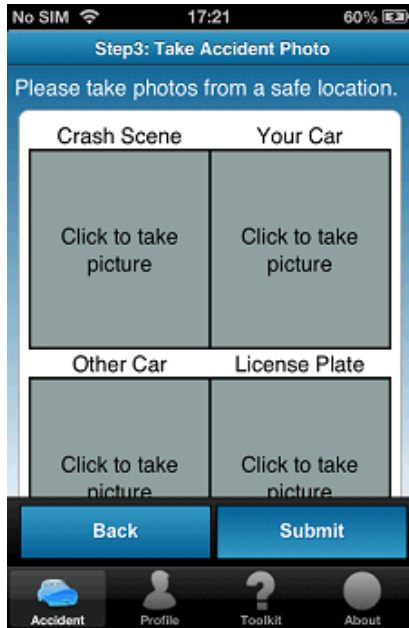 No SIM 17:21 60%
Step3: Take Accident Photo
Please take photos from a safe location.
Crash Scene Your Car
Click to take Click to take
picture picture
Other Car License Plate
Click to take Click to take
picture picture
Back Submit
Accident Profile Toolkit About